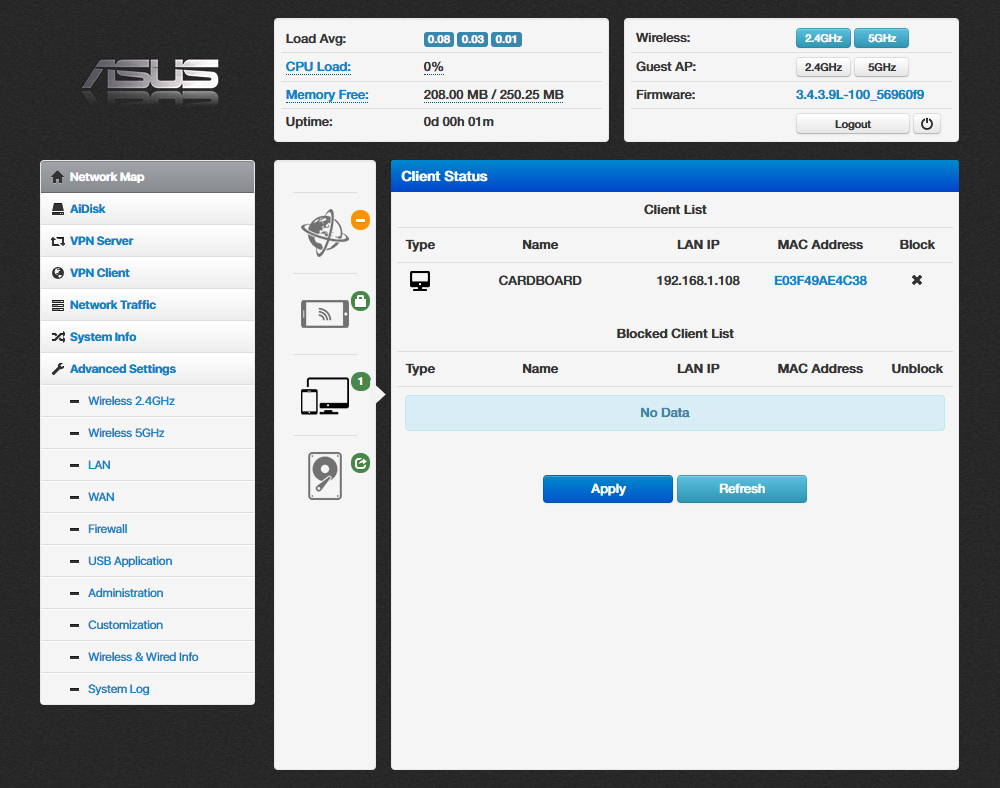 ASUS
Load Avg: 0.08 0.03 0.01
CPU Load: 0%
Memory Free: 208.00 MB / 250.25 MB
Uptime: 0d 00h 01m
Wireless: 2.4GHz 5GHz
Guest AP: 2.4GHz 5GHz
Firmware: 3.4.3.9L-100_56960f9
Logout
Network Map
AiDisk
VPN Server
VPN Client
Network Traffic
System Info
Advanced Settings
Wireless 2.4GHz
Wireless 5GHz
LAN
WAN
Firewall
USB Application
Administration
Customization
Wireless & Wired Info
System Log
1
Client Status
Client List
Type Name LAN IP MAC Address Block
CARDBOARD 192.168.1.108 E03F49AE4C38
Blocked Client List
Type Name LAN IP MAC Address Unblock
No Data
Apply Refresh